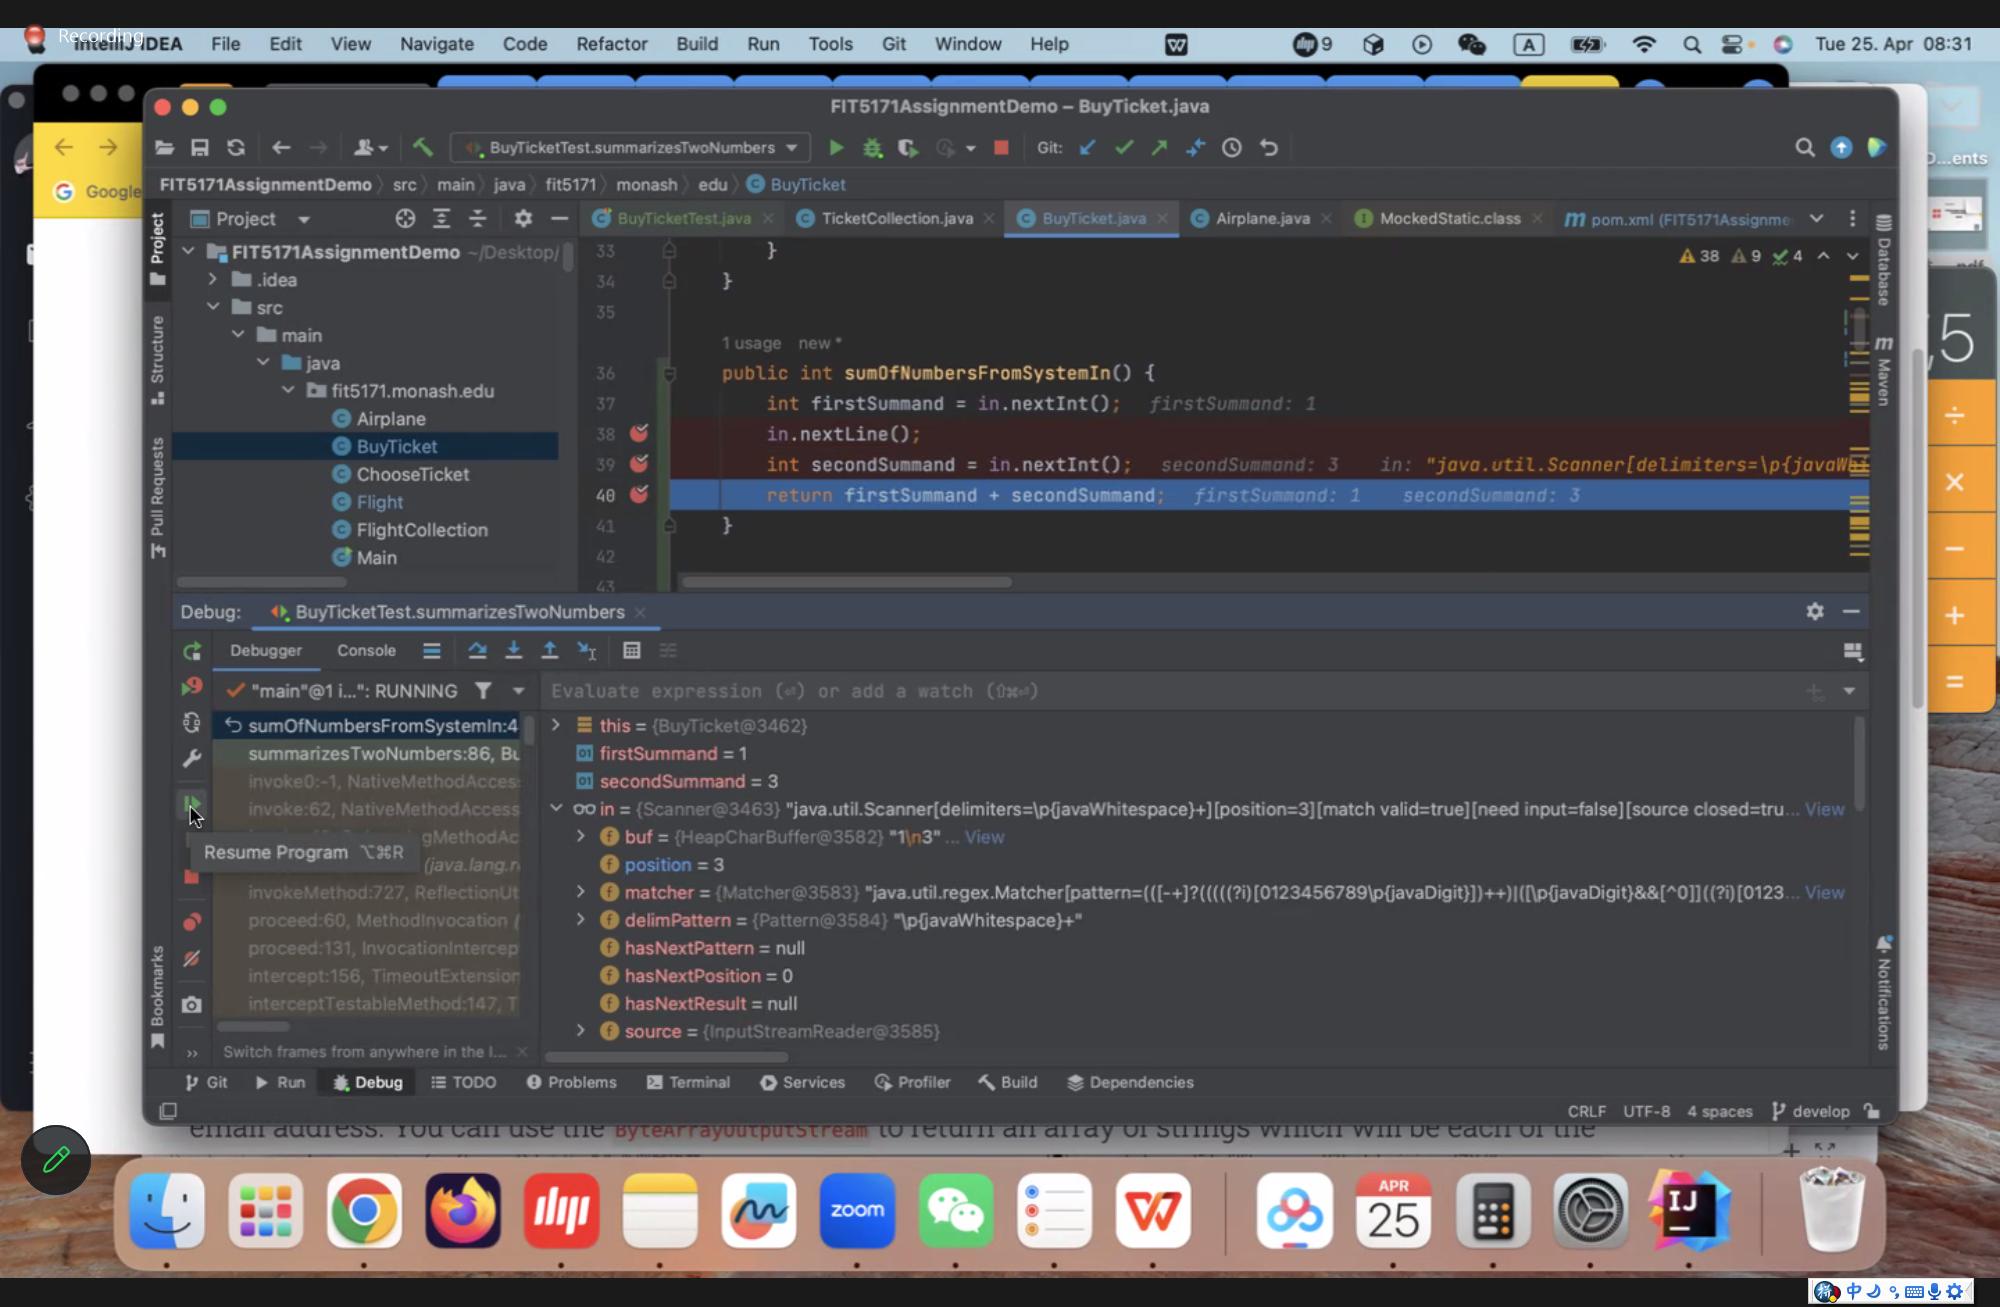 Recording
IntelliJ IDEA File Edit View Navigate Code Refactor Build Run Tools Git Window Help 9 A Tue 25. Apr 08:31
FIT5171AssignmentDemo – BuyTicket.java
BuyTicketTest.summarizesTwoNumbers Git:
FIT5171AssignmentDemo src main java fit5171 monash edu BuyTicket
Google
Project
BuyTicketTest.java TicketCollection.java BuyTicket.java Airplane.java MockedStatic.class pom.xml (FIT5171Assignme
Project
Structure
Pull Requests
Bookmarks
FIT5171AssignmentDemo ~/Desktop/
.idea
src
main
java
fit5171.monash.edu
Airplane
BuyTicket
ChooseTicket
Flight
FlightCollection
Main
38 9 4
33 }
34 }
35
1 usage new *
36 public int sumOfNumbersFromSystemIn() {
37 int firstSummand = in.nextInt(); firstSummand: 1
38 in.nextLine();
39 int secondSummand = in.nextInt(); secondSummand: 3 in: "java.util.Scanner[delimiters=\p{javaWhi
40 return firstSummand + secondSummand; firstSummand: 1 secondSummand: 3
41 }
42
43
Database
Maven
Notifications
Debug: BuyTicketTest.summarizesTwoNumbers
Debugger Console
"main"@1 i...": RUNNING
Evaluate expression (⏎) or add a watch (⇧⌘⏎)
sumOfNumbersFromSystemIn:4
summarizesTwoNumbers:86, Bu
invoke0:-1, NativeMethodAccess
invoke:62, NativeMethodAccess
gMethodAc
Resume Program ⌥⌘R
(java.lang.r
invokeMethod:727, ReflectionUt
proceed:60, MethodInvocation (
proceed:131, InvocationIntercep
intercept:156, TimeoutExtension
interceptTestableMethod:147, T
Switch frames from anywhere in the I...
this = {BuyTicket@3462}
firstSummand = 1
secondSummand = 3
in = {Scanner@3463} "java.util.Scanner[delimiters=\p{javaWhitespace}+][position=3][match valid=true][need input=false][source closed=tru... View
buf = {HeapCharBuffer@3582} "1\n3" ... View
position = 3
matcher = {Matcher@3583} "java.util.regex.Matcher[pattern=(([-+]?(((((?i)[0123456789\p{javaDigit}])++)|([\p{javaDigit}&&[^0]]((?i)[0123... View
delimPattern = {Pattern@3584} "\p{javaWhitespace}+"
hasNextPattern = null
hasNextPosition = 0
hasNextResult = null
source = {InputStreamReader@3585}
Git Run Debug TODO Problems Terminal Services Profiler Build Dependencies
CRLF UTF-8 4 spaces develop
email address. You can use the ByteArrayOutputStream to return an array of strings which will be each of the
zoom
APR
25
IJ
,5
÷
×
−
+
=
...ents
中